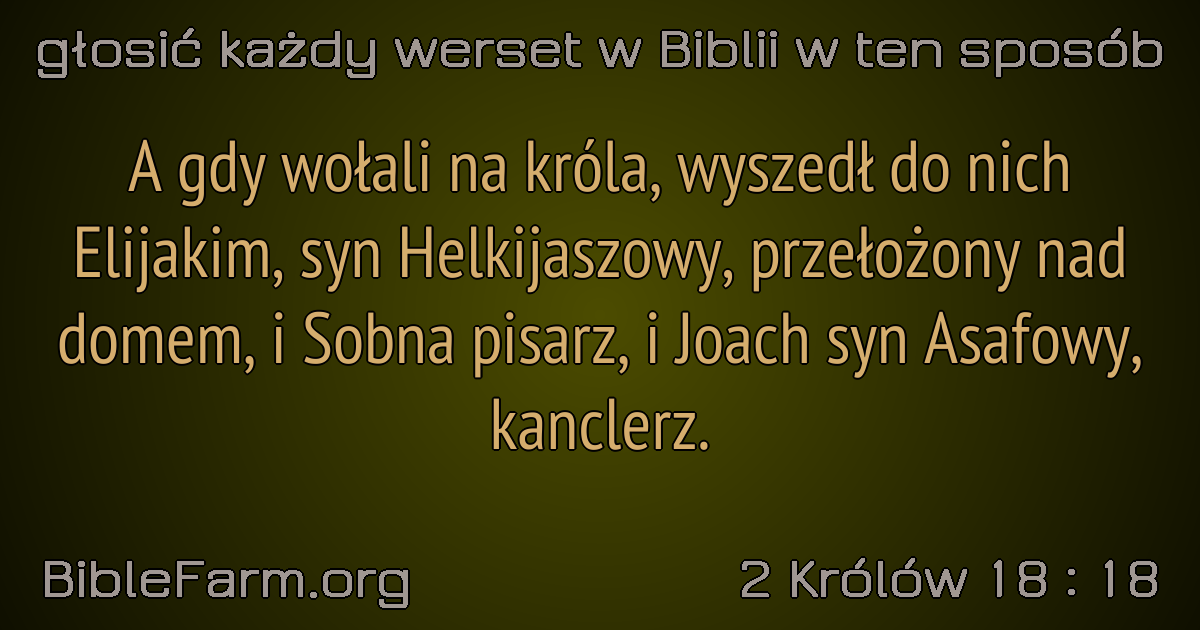 głosić każdy werset w Biblii w ten sposób
A gdy wołali na króla, wyszedł do nich
Elijakim, syn Helkijaszowy, przełożony nad
domem, i Sobna pisarz, i Joach syn Asafowy,
kanclerz.
BibleFarm.org
2 Królów 18 : 18